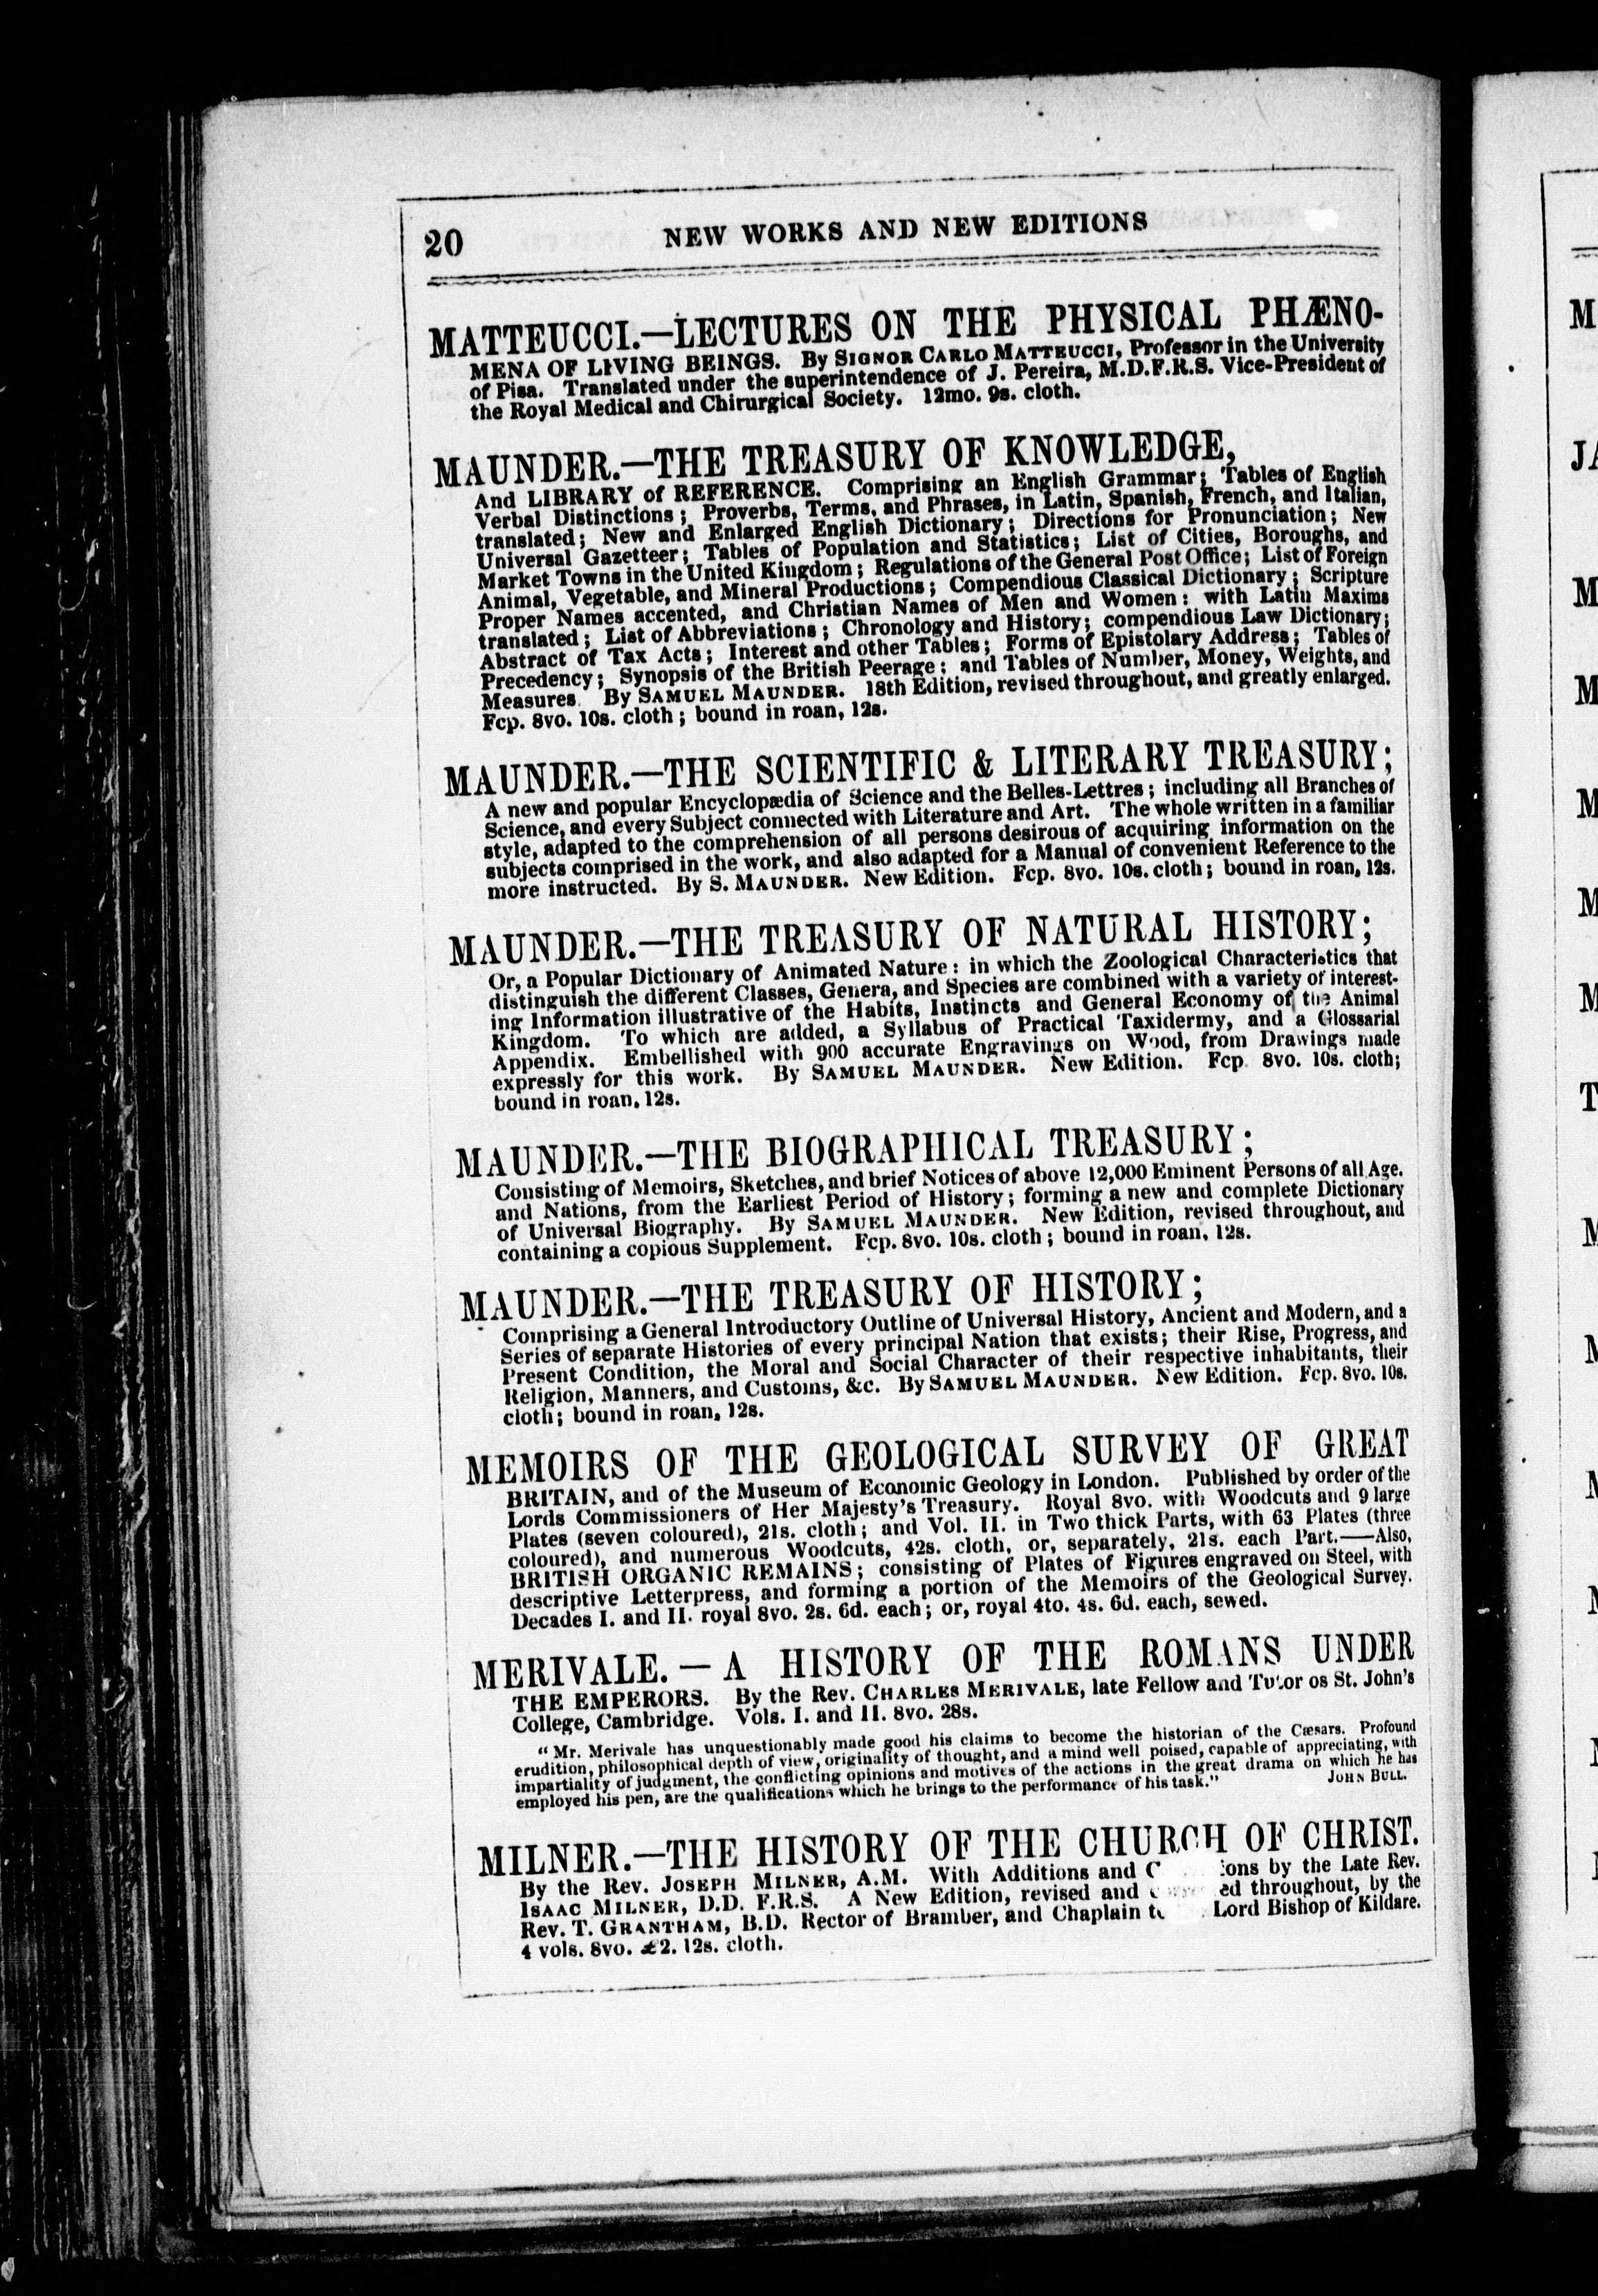 20
NEW WORKS AND NEW EDITIONS
MATTEUCCI.—LECTURES ON THE PHYSICAL PHÆNO-
MENA OF LIVING BEINGS. By SIGNOR CARLO MATTEUCCI, Professor in the University
of Pisa. Translated under the superintendence of J. Pereira, M.D.F.R.S. Vice-President of
the Royal Medical and Chirurgical Society. 12mo. 9s. cloth.
MAUNDER.—THE TREASURY OF KNOWLEDGE,
And LIBRARY of REFERENCE. Comprising an English Grammar; Tables of English
Verbal Distinctions; Proverbs, Terms, and Phrases, in Latin, Spanish, French, and Italian,
translated; New and Enlarged English Dictionary; Directions for Pronunciation; New
Universal Gazetteer; Tables of Population and Statistics; List of Cities, Boroughs, and
Market Towns in the United Kingdom; Regulations of the General Post Office; List of Foreign
Animal, Vegetable, and Mineral Productions; Compendious Classical Dictionary; Scripture
Proper Names accented, and Christian Names of Men and Women: with Latin Maxims
translated; List of Abbreviations; Chronology and History; compendious Law Dictionary;
Abstract of Tax Acts; Interest and other Tables; Forms of Epistolary Address; Tables of
Precedency; Synopsis of the British Peerage; and Tables of Number, Money, Weights, and
Measures By SAMUEL MAUNDER. 18th Edition, revised throughout, and greatly enlarged.
Fcp. 8vo. 10s. cloth; bound in roan, 12s.
MAUNDER.—THE SCIENTIFIC & LITERARY TREASURY;
A new and popular Encyclopædia of Science and the Belles-Lettres; including all Branches of
Science, and every Subject connected with Literature and Art. The whole written in a familiar
style, adapted to the comprehension of all persons desirous of acquiring information on the
subjects comprised in the work, and also adapted for a Manual of convenient Reference to the
more instructed. By S. MAUNDER. New Edition. Fcp. 8vo. 10s. cloth; bound in roan, 12s.
MAUNDER.—THE TREASURY OF NATURAL HISTORY;
Or, a Popular Dictionary of Animated Nature: in which the Zoological Characteristics that
distinguish the different Classes, Genera, and Species are combined with a variety of interest-
ing Information illustrative of the Habits, Instincts and General Economy of the Animal
Kingdom. To which are added, a Syllabus of Practical Taxidermy, and a Glossarial
Appendix. Embellished with 900 accurate Engravings on Wood, from Drawings made
expressly for this work. By SAMUEL MAUNDER. New Edition. Fcp 8vo. 10s. cloth;
bound in roan, 12s.
MAUNDER.—THE BIOGRAPHICAL TREASURY;
Consisting of Memoirs, Sketches, and brief Notices of above 12,000 Eminent Persons of all Age.
and Nations, from the Earliest Period of History; forming a new and complete Dictionary
of Universal Biography. By SAMUEL MAUNDER. New Edition, revised throughout, and
containing a copious Supplement. Fcp. 8vo. 10s. cloth; bound in roan, 12s.
MAUNDER.—THE TREASURY OF HISTORY;
Comprising a General Introductory Outline of Universal History, Ancient and Modern, and a
Series of separate Histories of every principal Nation that exists; their Rise, Progress, and
Present Condition, the Moral and Social Character of their respective inhabitants, their
Religion, Manners, and Customs, &c. By SAMUEL MAUNDER. New Edition. Fcp. 8vo. 10s.
cloth; bound in roan, 12s.
MEMOIRS OF THE GEOLOGICAL SURVEY OF GREAT
BRITAIN, and of the Museum of Economic Geology in London. Published by order of the
Lords Commissioners of Her Majesty's Treasury. Royal 8vo. with Woodcuts and 9 large
Plates (seven coloured), 21s. cloth; and Vol. II. in Two thick Parts, with 63 Plates (three
coloured), and numerous Woodcuts, 42s. cloth, or, separately, 21s. each Part.——Also,
BRITISH ORGANIC REMAINS; consisting of Plates of Figures engraved on Steel, with
descriptive Letterpress, and forming a portion of the Memoirs of the Geological Survey.
Decades I. and II. royal 8vo. 2s. 6d. each; or, royal 4to. 4s. 6d. each, sewed.
MERIVALE.—A HISTORY OF THE ROMANS UNDER
THE EMPERORS. By the Rev. CHARLES MERIVALE, late Fellow and Tutor os St. John's
College, Cambridge. Vols. I. and II. 8vo. 28s.
"Mr. Merivale has unquestionably made good his claims to become the historian of the Cæsars. Profound
erudition, philosophical depth of view, originality of thought, and a mind well poised, capable of appreciating, with
impartiality of judgment, the conflicting opinions and motives of the actions in the great drama on which he has
employed his pen, are the qualifications which he brings to the performance of his task." JOHN BULL.
MILNER.—THE HISTORY OF THE CHURCH OF CHRIST.
By the Rev. JOSEPH MILNER, A.M. With Additions and by the Late Rev.
ISAAC MILNER, D.D. F.R.S. A New Edition, revised and throughout, by the
Rev. T. GRANTHAM, B.D. Rector of Bramber, and Chaplain Lord Bishop of Kildare.
4 vols. 8vo. £2. 12s. cloth.